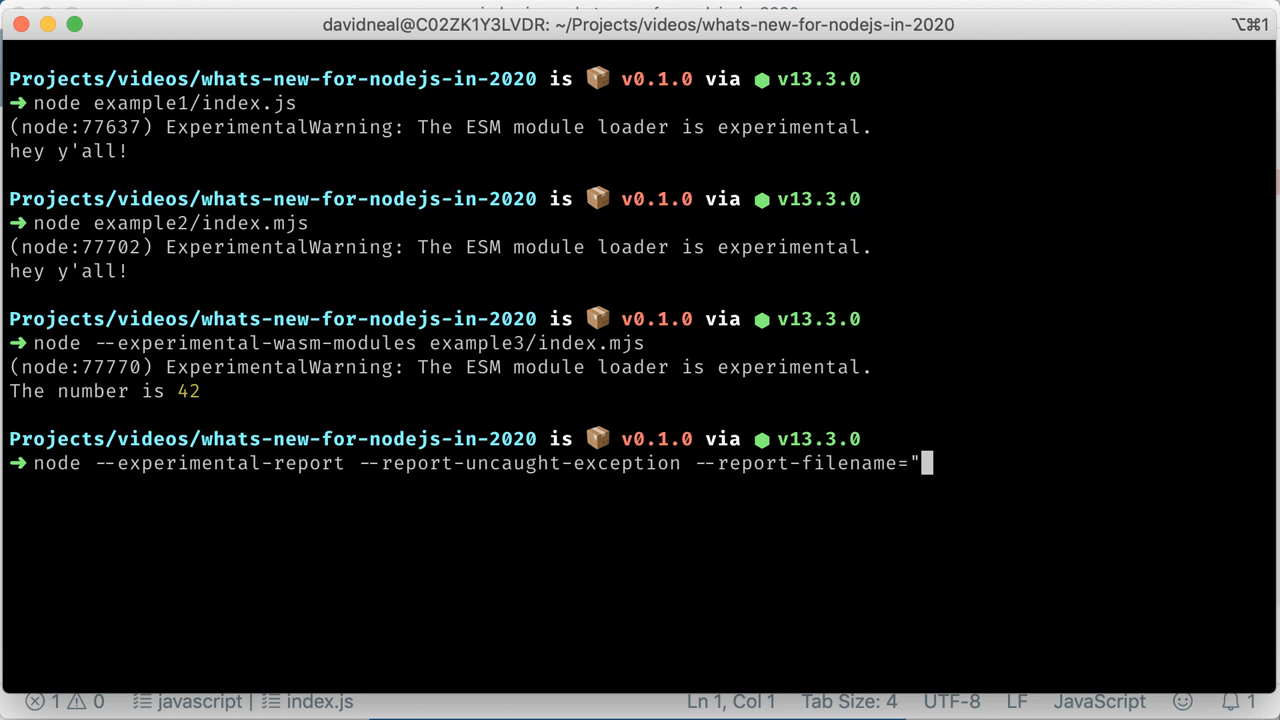 davidneal@C02ZK1Y3LVDR: ~/Projects/videos/whats-new-for-nodejs-in-2020 ⌥⌘1
Projects/videos/whats-new-for-nodejs-in-2020 is 📦 v0.1.0 via ⬢ v13.3.0
➜ node example1/index.js
(node:77637) ExperimentalWarning: The ESM module loader is experimental.
hey y'all!
Projects/videos/whats-new-for-nodejs-in-2020 is 📦 v0.1.0 via ⬢ v13.3.0
➜ node example2/index.mjs
(node:77702) ExperimentalWarning: The ESM module loader is experimental.
hey y'all!
Projects/videos/whats-new-for-nodejs-in-2020 is 📦 v0.1.0 via ⬢ v13.3.0
➜ node --experimental-wasm-modules example3/index.mjs
(node:77770) ExperimentalWarning: The ESM module loader is experimental.
The number is 42
Projects/videos/whats-new-for-nodejs-in-2020 is 📦 v0.1.0 via ⬢ v13.3.0
➜ node --experimental-report --report-uncaught-exception --report-filename="
1 0 javascript | index.js Ln 1, Col 1 Tab Size: 4 UTF-8 LF JavaScript 1